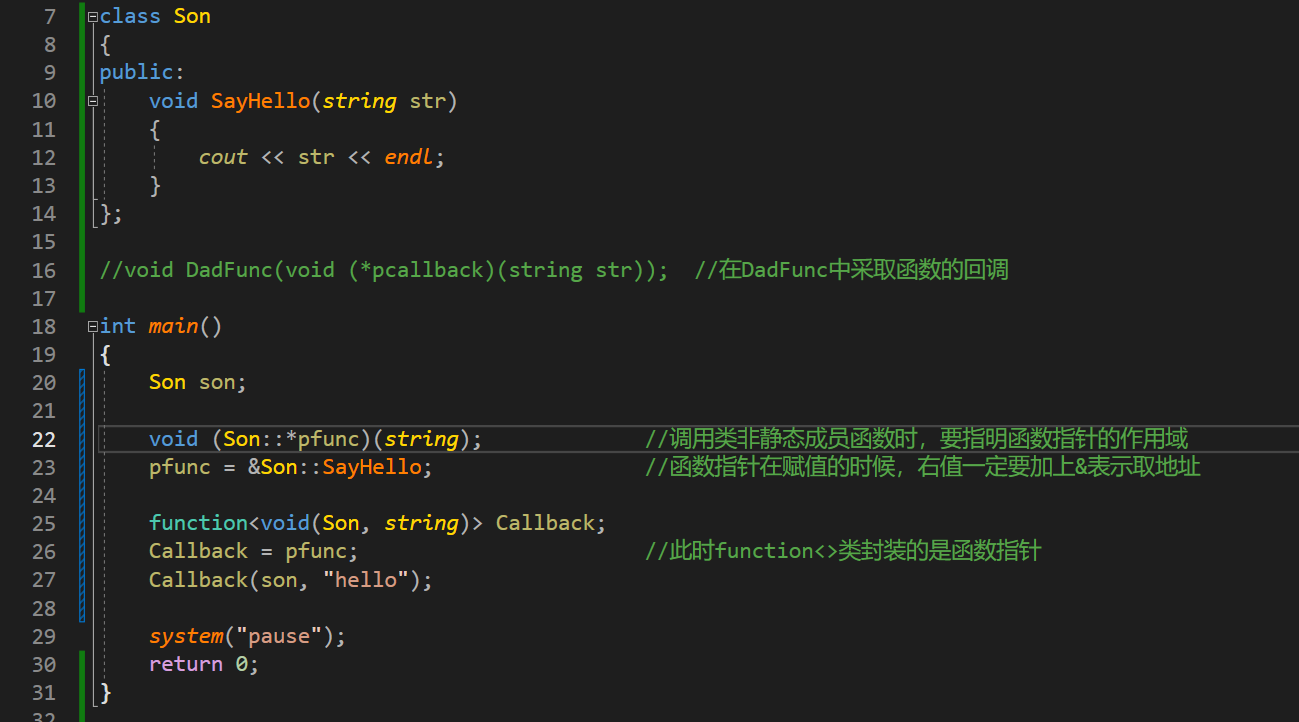 7 class Son
8 {
9 public:
10 void SayHello(string str)
11 {
12 cout << str << endl;
13 }
14 };
15
16 //void DadFunc(void (*pcallback)(string str)); //在DadFunc中采取函数的回调
17
18 int main()
19 {
20 Son son;
21
22 void (Son::*pfunc)(string); //调用类非静态成员函数时，要指明函数指针的作用域
23 pfunc = &Son::SayHello; //函数指针在赋值的时候，右值一定要加上&表示取地址
24
25 function<void(Son, string)> Callback;
26 Callback = pfunc; //此时function<>类封装的是函数指针
27 Callback(son, "hello");
28
29 system("pause");
30 return 0;
31 }
32